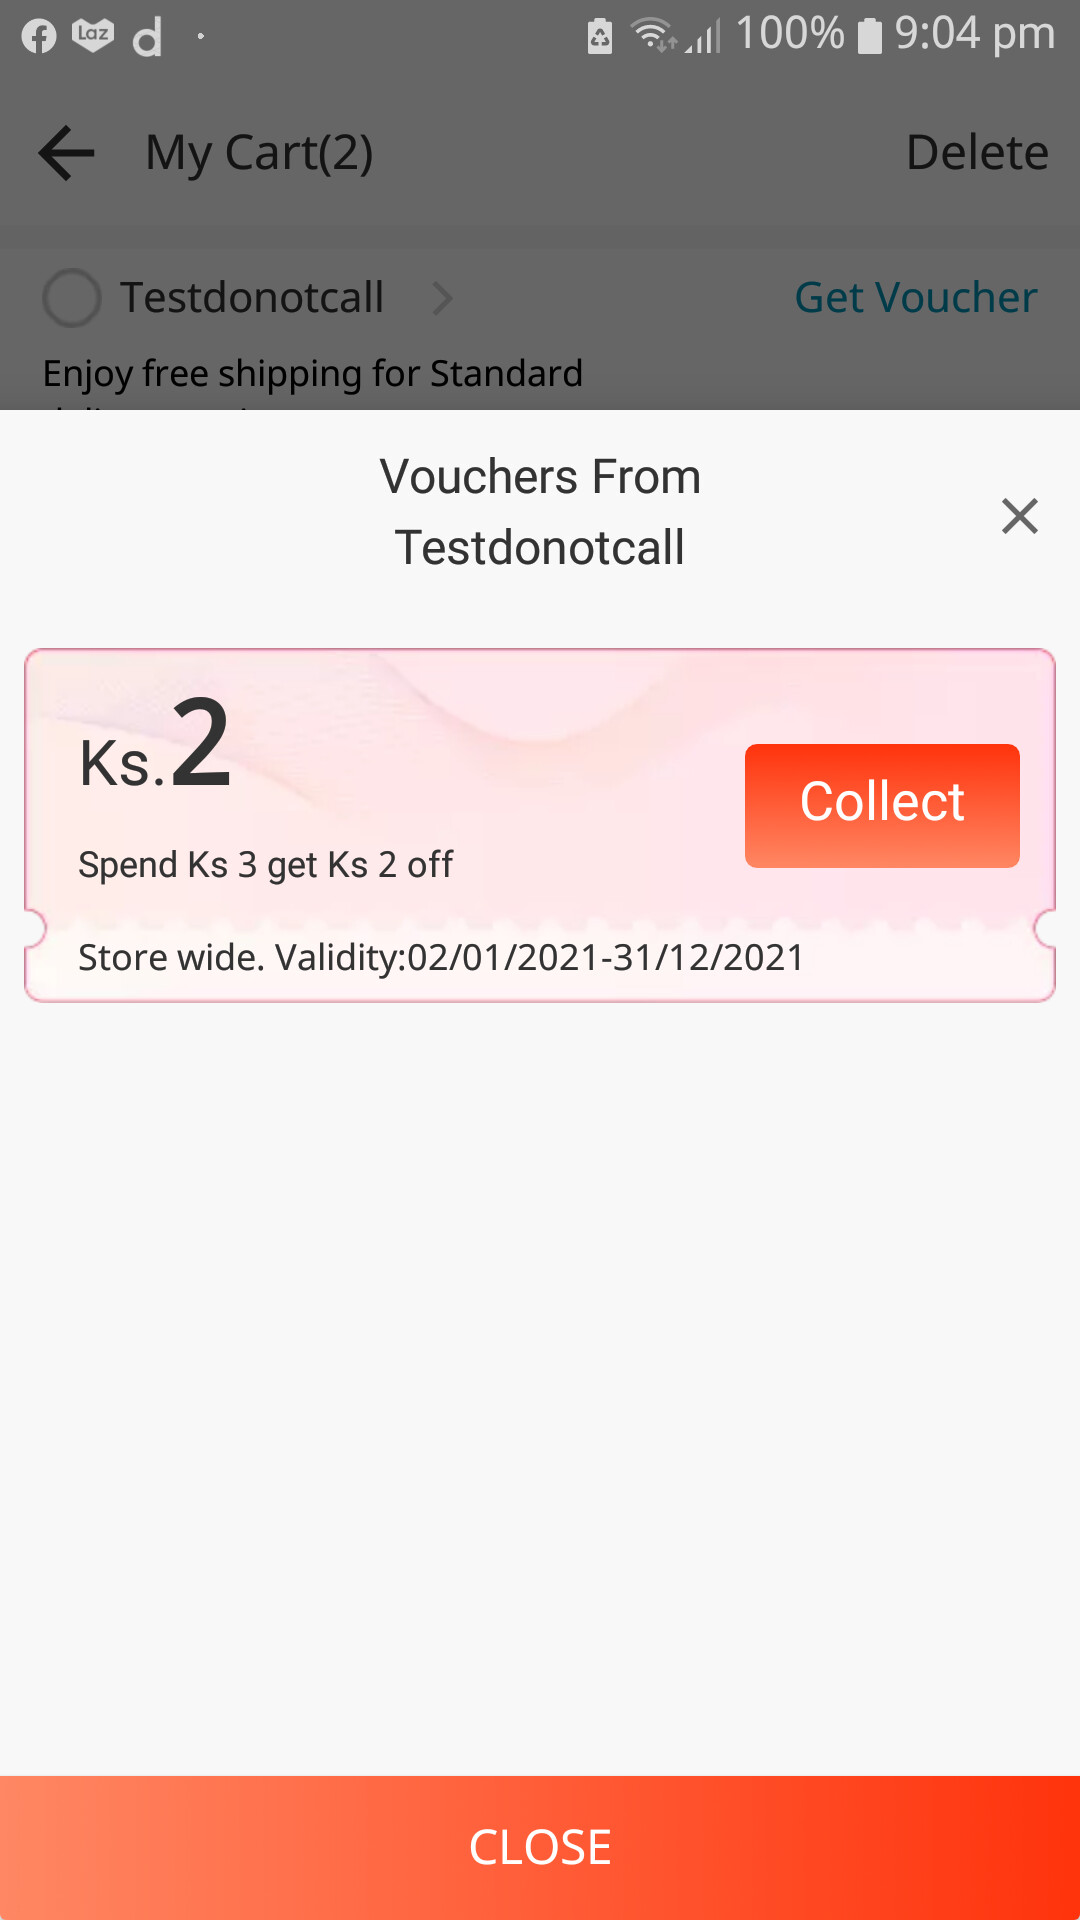 Laz
100%
9:04 pm
My Cart(2)
Delete
Testdonotcall
Get Voucher
Enjoy free shipping for Standard
Vouchers From
Testdonotcall
Ks.2
Collect
Spend Ks 3 get Ks 2 off
Store wide. Validity:02/01/2021-31/12/2021
CLOSE